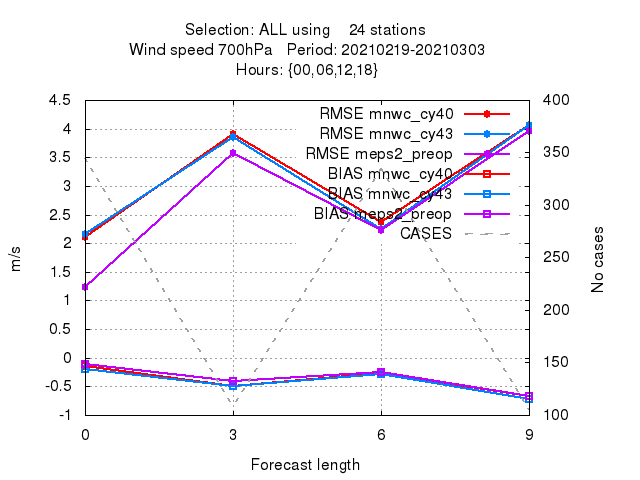 Selection: ALL using 24 stations
Wind speed 700hPa Period: 20210219-20210303
Hours: {00,06,12,18}
4.5
4
3.5
3
2.5
2
1.5
1
0.5
0
-0.5
-1
m/s
RMSE mnwc_cy40
RMSE mnwc_cy43
RMSE meps2_preop
BIAS mnwc_cy40
BIAS mnwc_cy43
BIAS meps2_preop
CASES
400
350
300
250
200
150
100
No cases
0 3 6 9
Forecast length